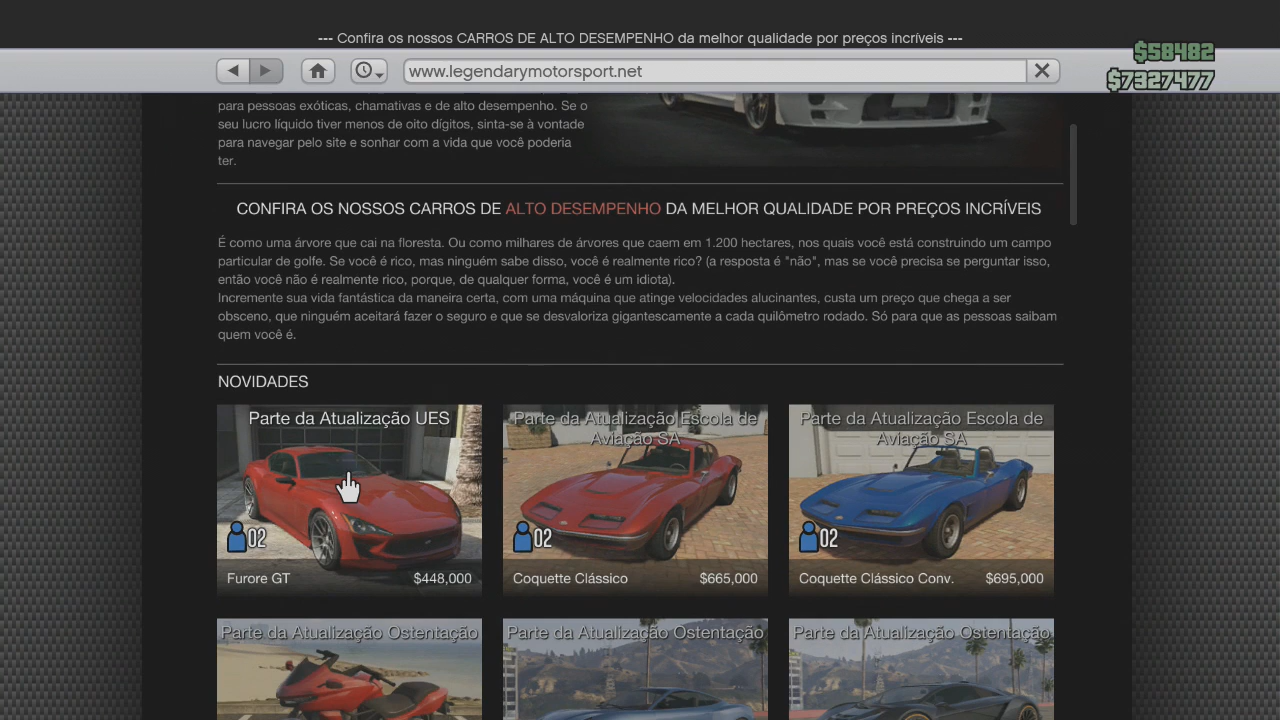 --- Confira os nossos CARROS DE ALTO DESEMPENHO da melhor qualidade por preços incríveis ---
$58482
www.legendarymotorsport.net
$7327477
para pessoas exóticas, chamativas e de alto desempenho. Se o
seu lucro líquido tiver menos de oito dígitos, sinta-se à vontade
para navegar pelo site e sonhar com a vida que você poderia
ter.
CONFIRA OS NOSSOS CARROS DE ALTO DESEMPENHO DA MELHOR QUALIDADE POR PREÇOS INCRÍVEIS
É como uma árvore que cai na floresta. Ou como milhares de árvores que caem em 1.200 hectares, nos quais você está construindo um campo
particular de golfe. Se você é rico, mas ninguém sabe disso, você é realmente rico? (a resposta é "não", mas se você precisa se perguntar isso,
então você não é realmente rico, porque, de qualquer forma, você é um idiota).
Incremente sua vida fantástica da maneira certa, com uma máquina que atinge velocidades alucinantes, custa um preço que chega a ser
obsceno, que ninguém aceitará fazer o seguro e que se desvaloriza gigantescamente a cada quilômetro rodado. Só para que as pessoas saibam
quem você é.
NOVIDADES
Parte da Atualização UES
02
Furore GT $448,000
Parte da Atualização Escola de
Aviação SA
02
Coquette Clássico $665,000
Parte da Atualização Escola de
Aviação SA
02
Coquette Clássico Conv. $695,000
Parte da Atualização Ostentação
Parte da Atualização Ostentação
Parte da Atualização Ostentação